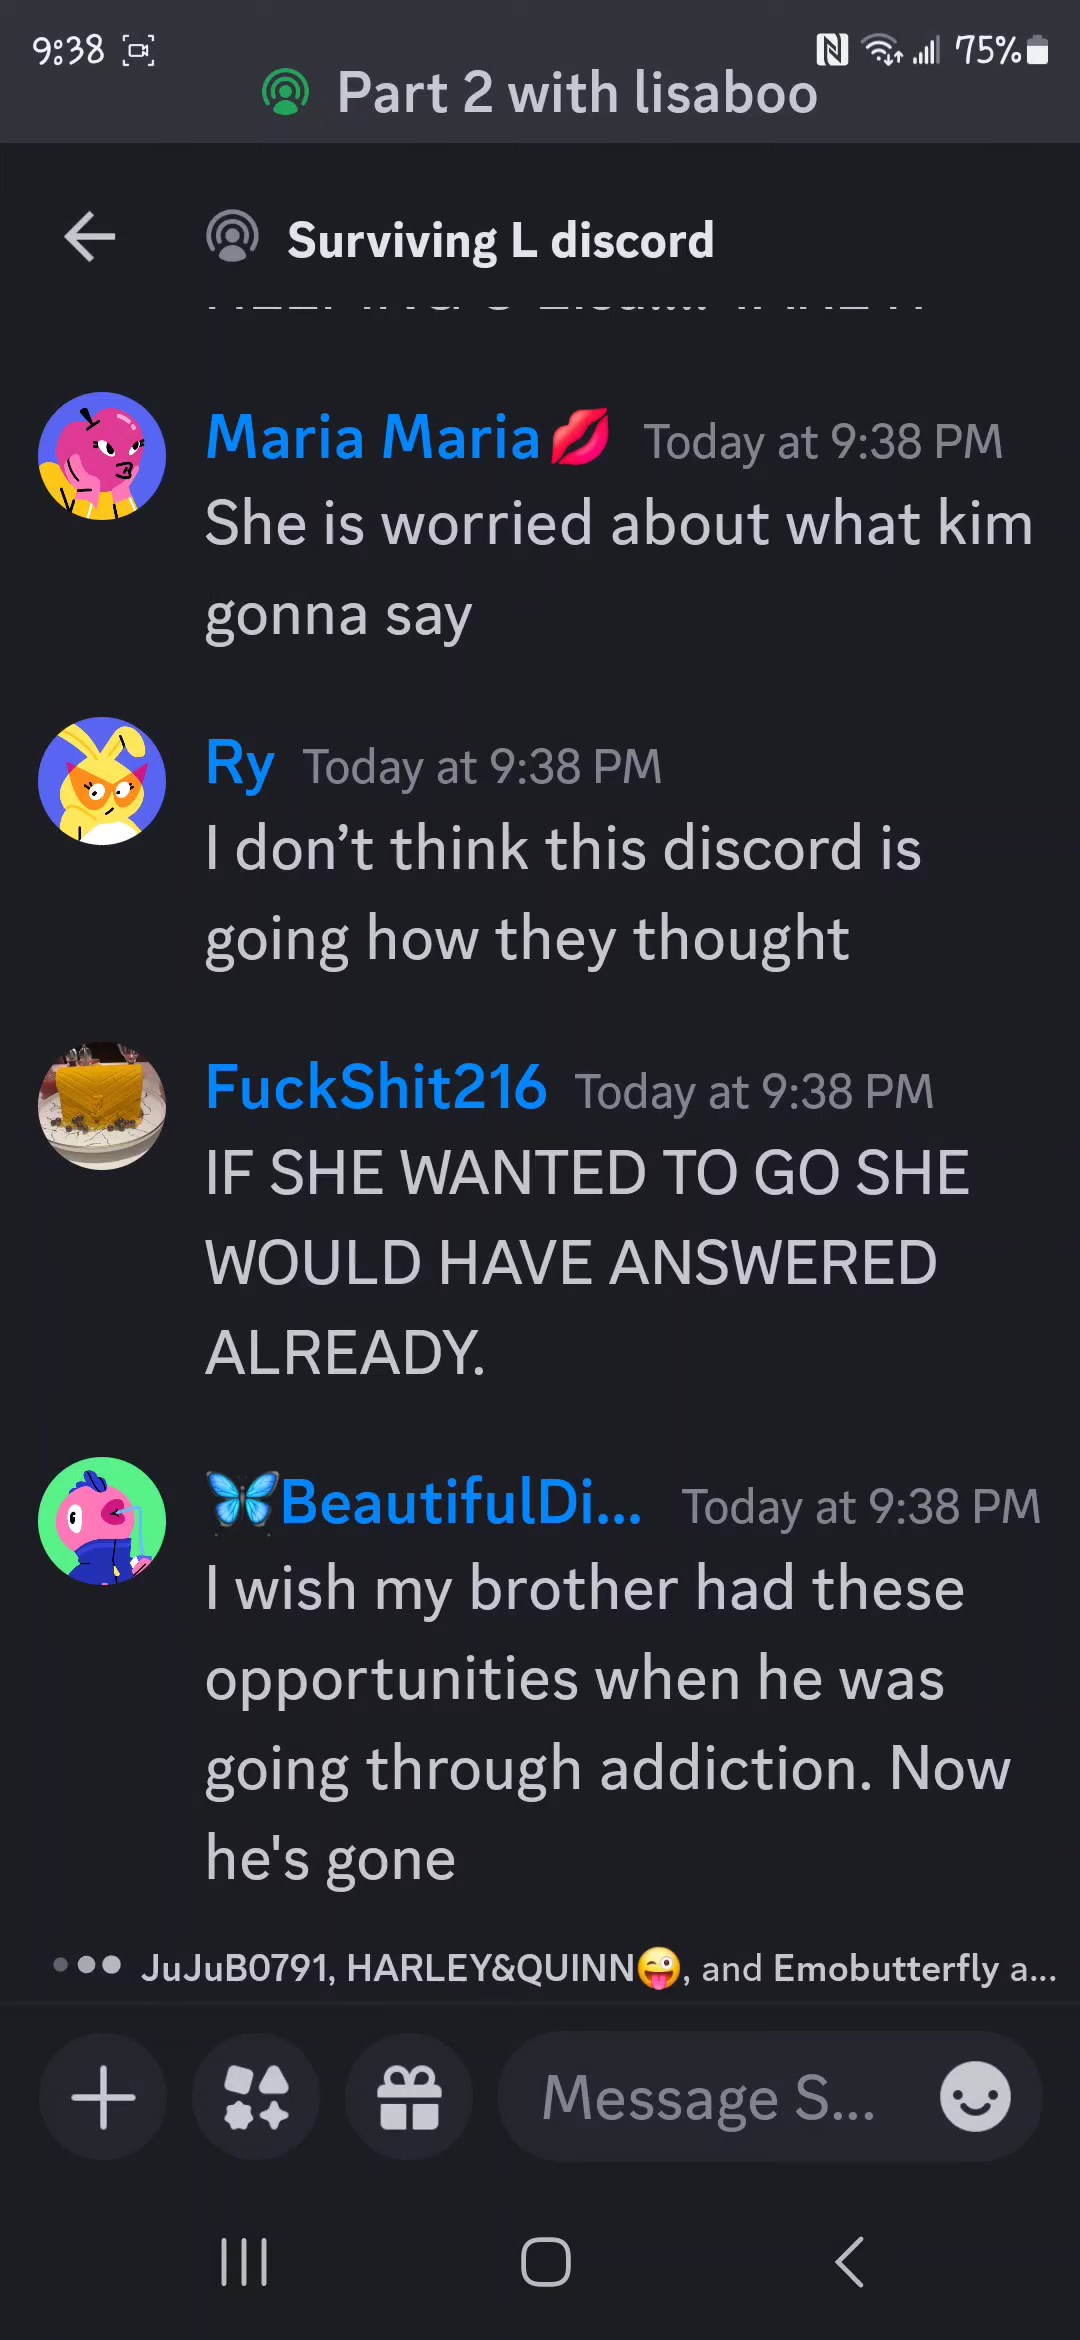 9:38 75%
Part 2 with lisaboo
Surviving L discord
Maria Maria💋 Today at 9:38 PM
She is worried about what kim
gonna say
Ry Today at 9:38 PM
I don’t think this discord is
going how they thought
FuckShit216 Today at 9:38 PM
IF SHE WANTED TO GO SHE
WOULD HAVE ANSWERED
ALREADY.
🦋BeautifulDi... Today at 9:38 PM
I wish my brother had these
opportunities when he was
going through addiction. Now
he's gone
JuJuB0791, HARLEY&QUINN😜, and Emobutterfly a...
Message S...